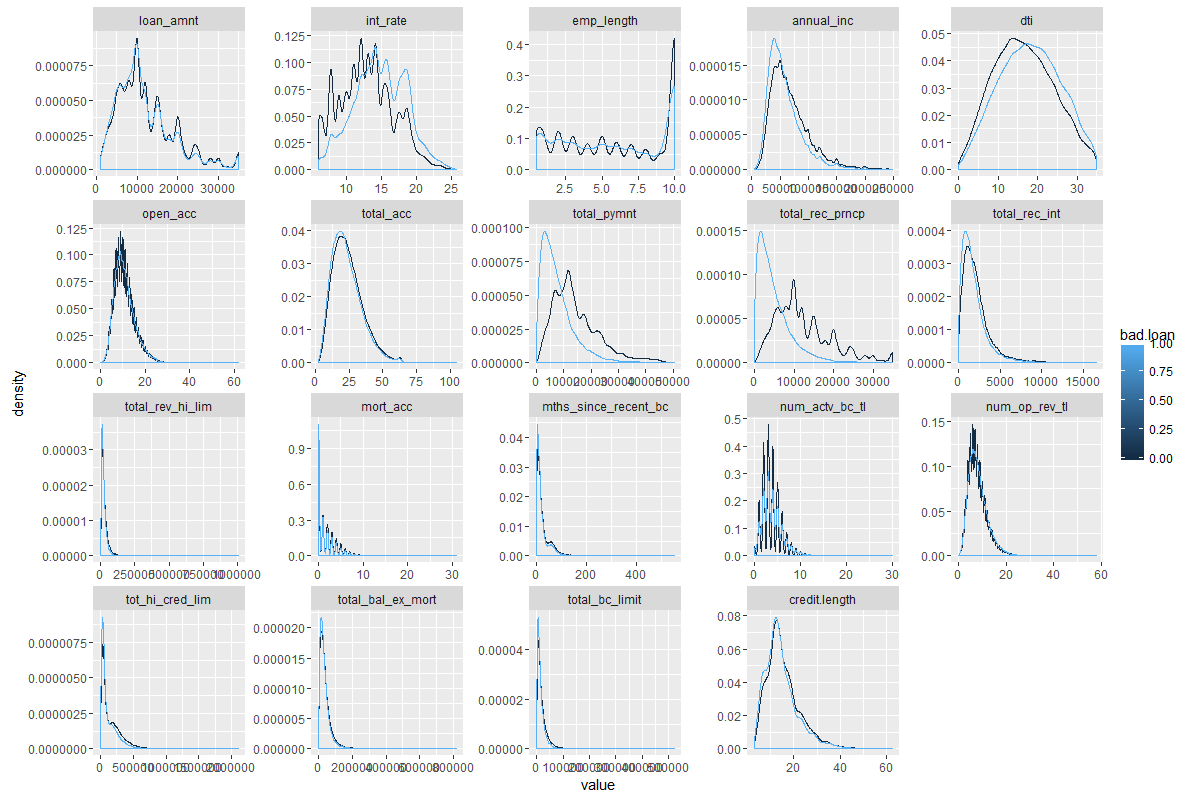 loan_amnt int_rate emp_length annual_inc dti
0.000075 0.125 0.4 0.000015 0.05
0.000050 0.100 0.3 0.000010 0.04
0.000025 0.075 0.2 0.000005 0.03
0.000000 0.050 0.1 0.000000 0.02
0.025 0.0 0.01
0.000 0.00
0 10000 20000 30000 10 15 20 25 2.5 5.0 7.5 10.0 0 50000 100000 150000 200000 250000 0 10 20 30
open_acc total_acc total_pymnt total_rec_prncp total_rec_int
0.125 0.04 0.00010 0.00015 0.0004
0.100 0.03 0.00075 0.00010 0.0003
0.075 0.02 0.00050 0.00005 0.0002
0.050 0.01 0.00025 0.00000 0.0001
0.025 0.00 0.00000 0.0000
0.000
0 20 40 60 0 25 50 75 100 0 10000 20000 30000 40000 50000 0 10000 20000 30000 0 5000 10000 15000
total_rev_hi_lim mort_acc mths_since_recent_bc num_actv_bc_tl num_op_rev_tl
0.00003 0.9 0.04 0.5 0.15
0.00002 0.6 0.03 0.4 0.10
0.00001 0.3 0.02 0.3 0.05
0.00000 0.0 0.01 0.2 0.00
0.00 0.1
0.0
0 250000 500000 750000 1000000 0 10 20 30 0 200 400 0 10 20 30 0 20 40 60
tot_hi_cred_lim total_bal_ex_mort total_bc_limit credit.length
0.0000075 0.000020 0.00004 0.08
0.0000050 0.000015 0.00002 0.06
0.0000025 0.000010 0.00000 0.04
0.0000000 0.000005 0.02
0.000000 0.00
0 500000 1000000 1500000 2000000 0 200000 400000 600000 800000 0 100000 200000 300000 400000 500000 600000 20 40 60
density
value
bad.loan
1.00
0.75
0.50
0.25
0.00